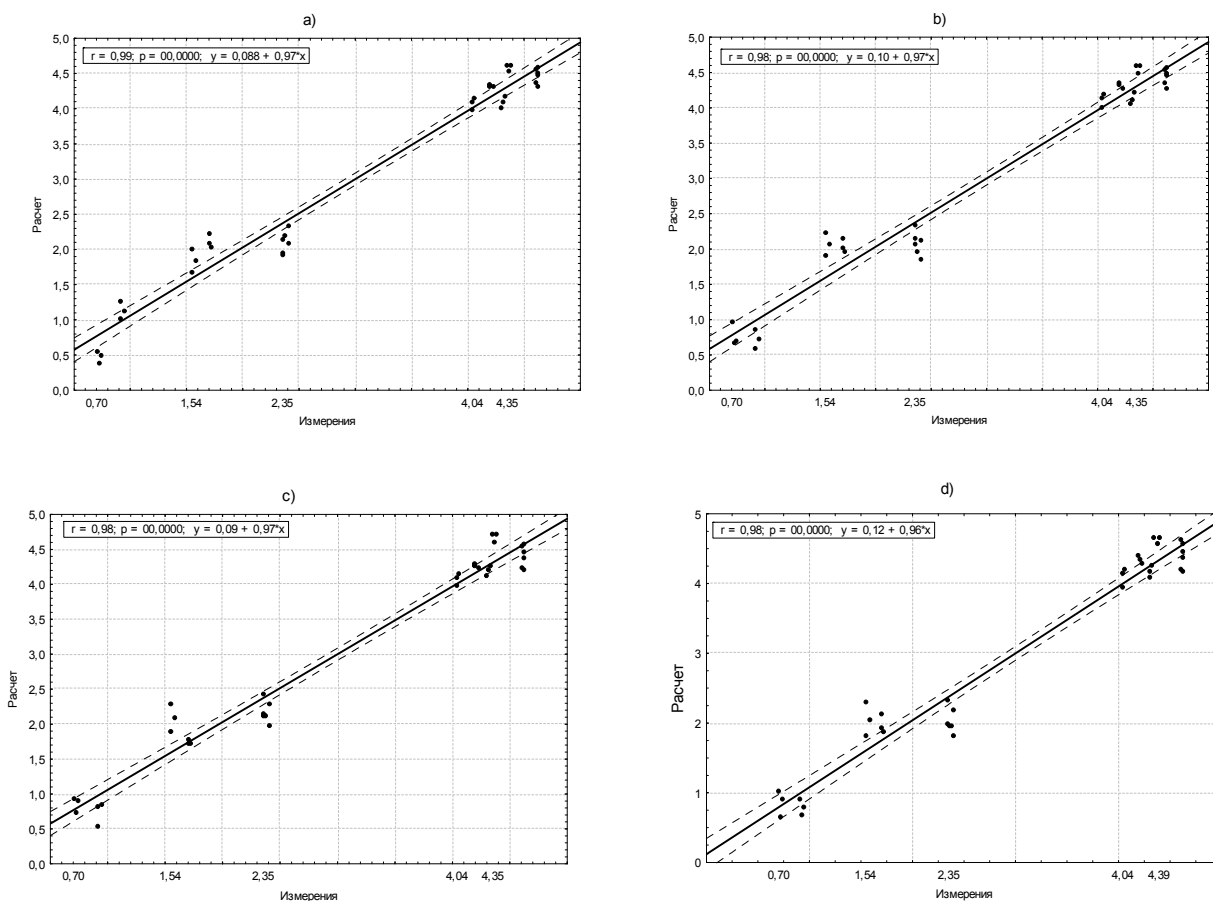 a)
r = 0,99; p = 00,0000; y = 0,088 + 0,97*x
5,0
4,5
4,0
3,5
3,0
2,5
2,0
1,5
1,0
0,5
0,0
Расчет
0,70 1,54 2,35 4,04 4,35
Измерения
b)
r = 0,98; p = 00,0000; y = 0,10 + 0,97*x
5,0
4,5
4,0
3,5
3,0
2,5
2,0
1,5
1,0
0,5
0,0
Расчет
0,70 1,54 2,35 4,04 4,35
Измерения
c)
r = 0,98; p = 00,0000; y = 0,09 + 0,97*x
5,0
4,5
4,0
3,5
3,0
2,5
2,0
1,5
1,0
0,5
0,0
Расчет
0,70 1,54 2,35 4,04 4,35
Измерения
d)
r = 0,98; p = 00,0000; y = 0,12 + 0,96*x
5
4
3
2
1
0
Расчет
0,70 1,54 2,35 4,04 4,39
Измерения